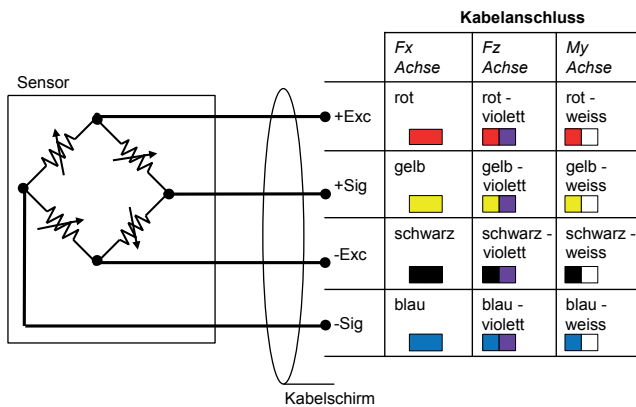 Kabelanschluss
Fx Achse
Fz Achse
My Achse
Sensor
+Exc
rot
rot - violett
rot - weiss
+Sig
gelb
gelb - violett
gelb - weiss
-Exc
schwarz
schwarz - violett
schwarz - weiss
-Sig
blau
blau - violett
blau - weiss
Kabelschirm